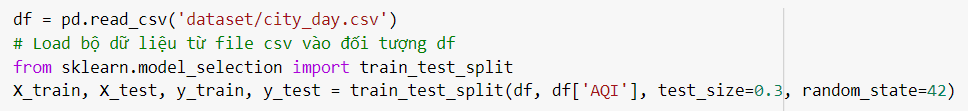 df = pd.read_csv('dataset/city_day.csv')
# Load bộ dữ liệu từ file csv vào đối tượng df
from sklearn.model_selection import train_test_split
X_train, X_test, y_train, y_test = train_test_split(df, df['AQI'], test_size=0.3, random_state=42)